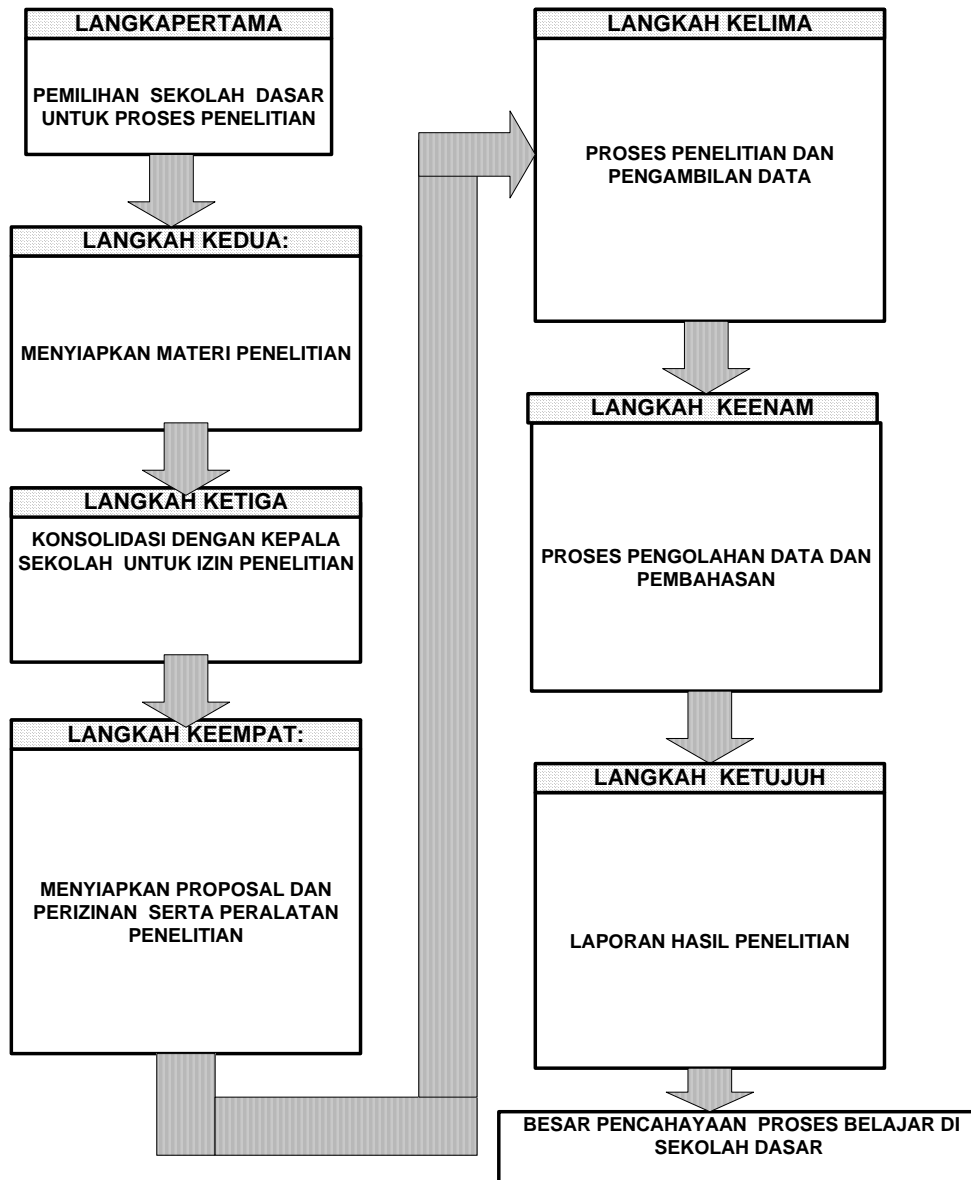 LANGKAPERTAMA
PEMILIHAN SEKOLAH DASAR
UNTUK PROSES PENELITIAN
LANGKAH KEDUA:
MENYIAPKAN MATERI PENELITIAN
LANGKAH KETIGA
KONSOLIDASI DENGAN KEPALA
SEKOLAH UNTUK IZIN PENELITIAN
LANGKAH KEEMPAT:
MENYIAPKAN PROPOSAL DAN
PERIZINAN SERTA PERALATAN
PENELITIAN
LANGKAH KELIMA
PROSES PENELITIAN DAN
PENGAMBILAN DATA
LANGKAH KEENAM
PROSES PENGOLAHAN DATA DAN
PEMBAHASAN
LANGKAH KETUJUH
LAPORAN HASIL PENELITIAN
BESAR PENCAHAYAAN PROSES BELAJAR DI
SEKOLAH DASAR